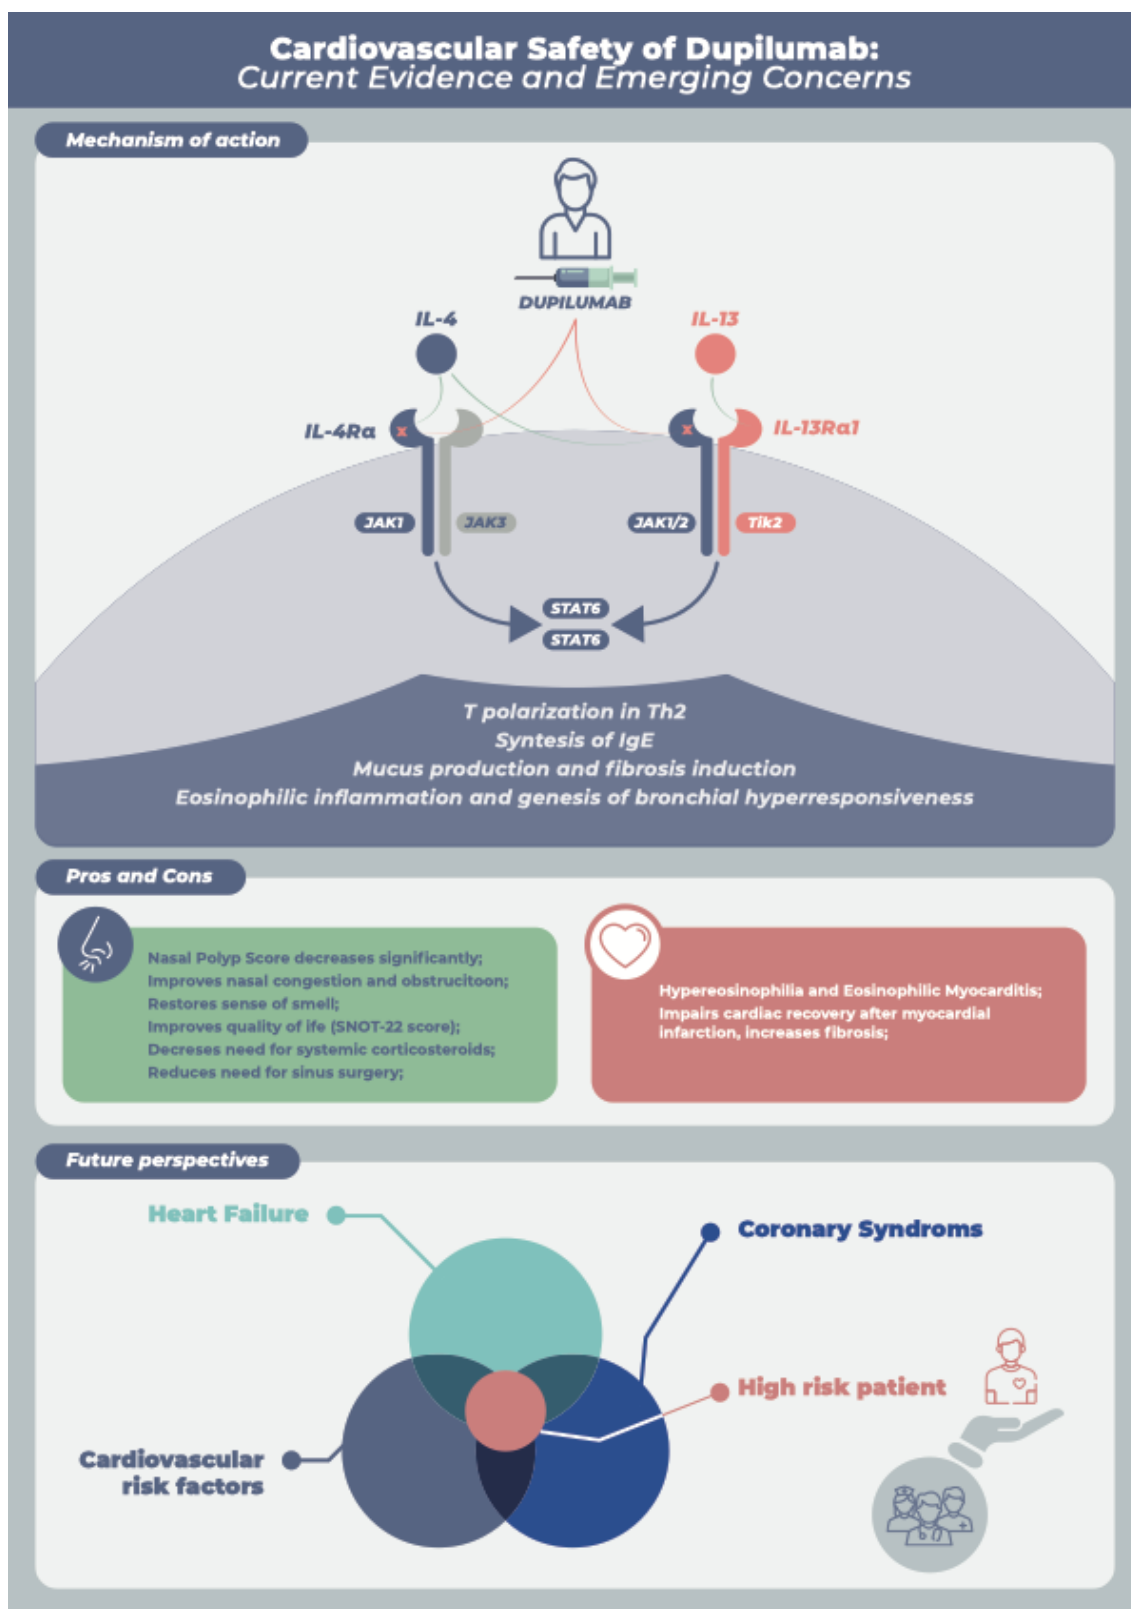 Cardiovascular Safety of Dupilumab:
Current Evidence and Emerging Concerns
Mechanism of action
DUPILUMAB
IL-4
IL-13
IL-4Rα
x
x
IL-13Rα1
JAK1
JAK3
JAK1/2
Tik2
STAT6
STAT6
T polarization in Th2
Syntesis of IgE
Mucus production and fibrosis induction
Eosinophilic inflammation and genesis of bronchial hyperresponsiveness
Pros and Cons
Nasal Polyp Score decreases significantly;
Improves nasal congestion and obstrucitoon;
Restores sense of smell;
Improves quality of ife (SNOT-22 score);
Decreses need for systemic corticosteroids;
Reduces need for sinus surgery;
Hypereosinophilia and Eosinophilic Myocarditis;
Impairs cardiac recovery after myocardial
infarction, increases fibrosis;
Future perspectives
Heart Failure
Coronary Syndroms
High risk patient
Cardiovascular
risk factors